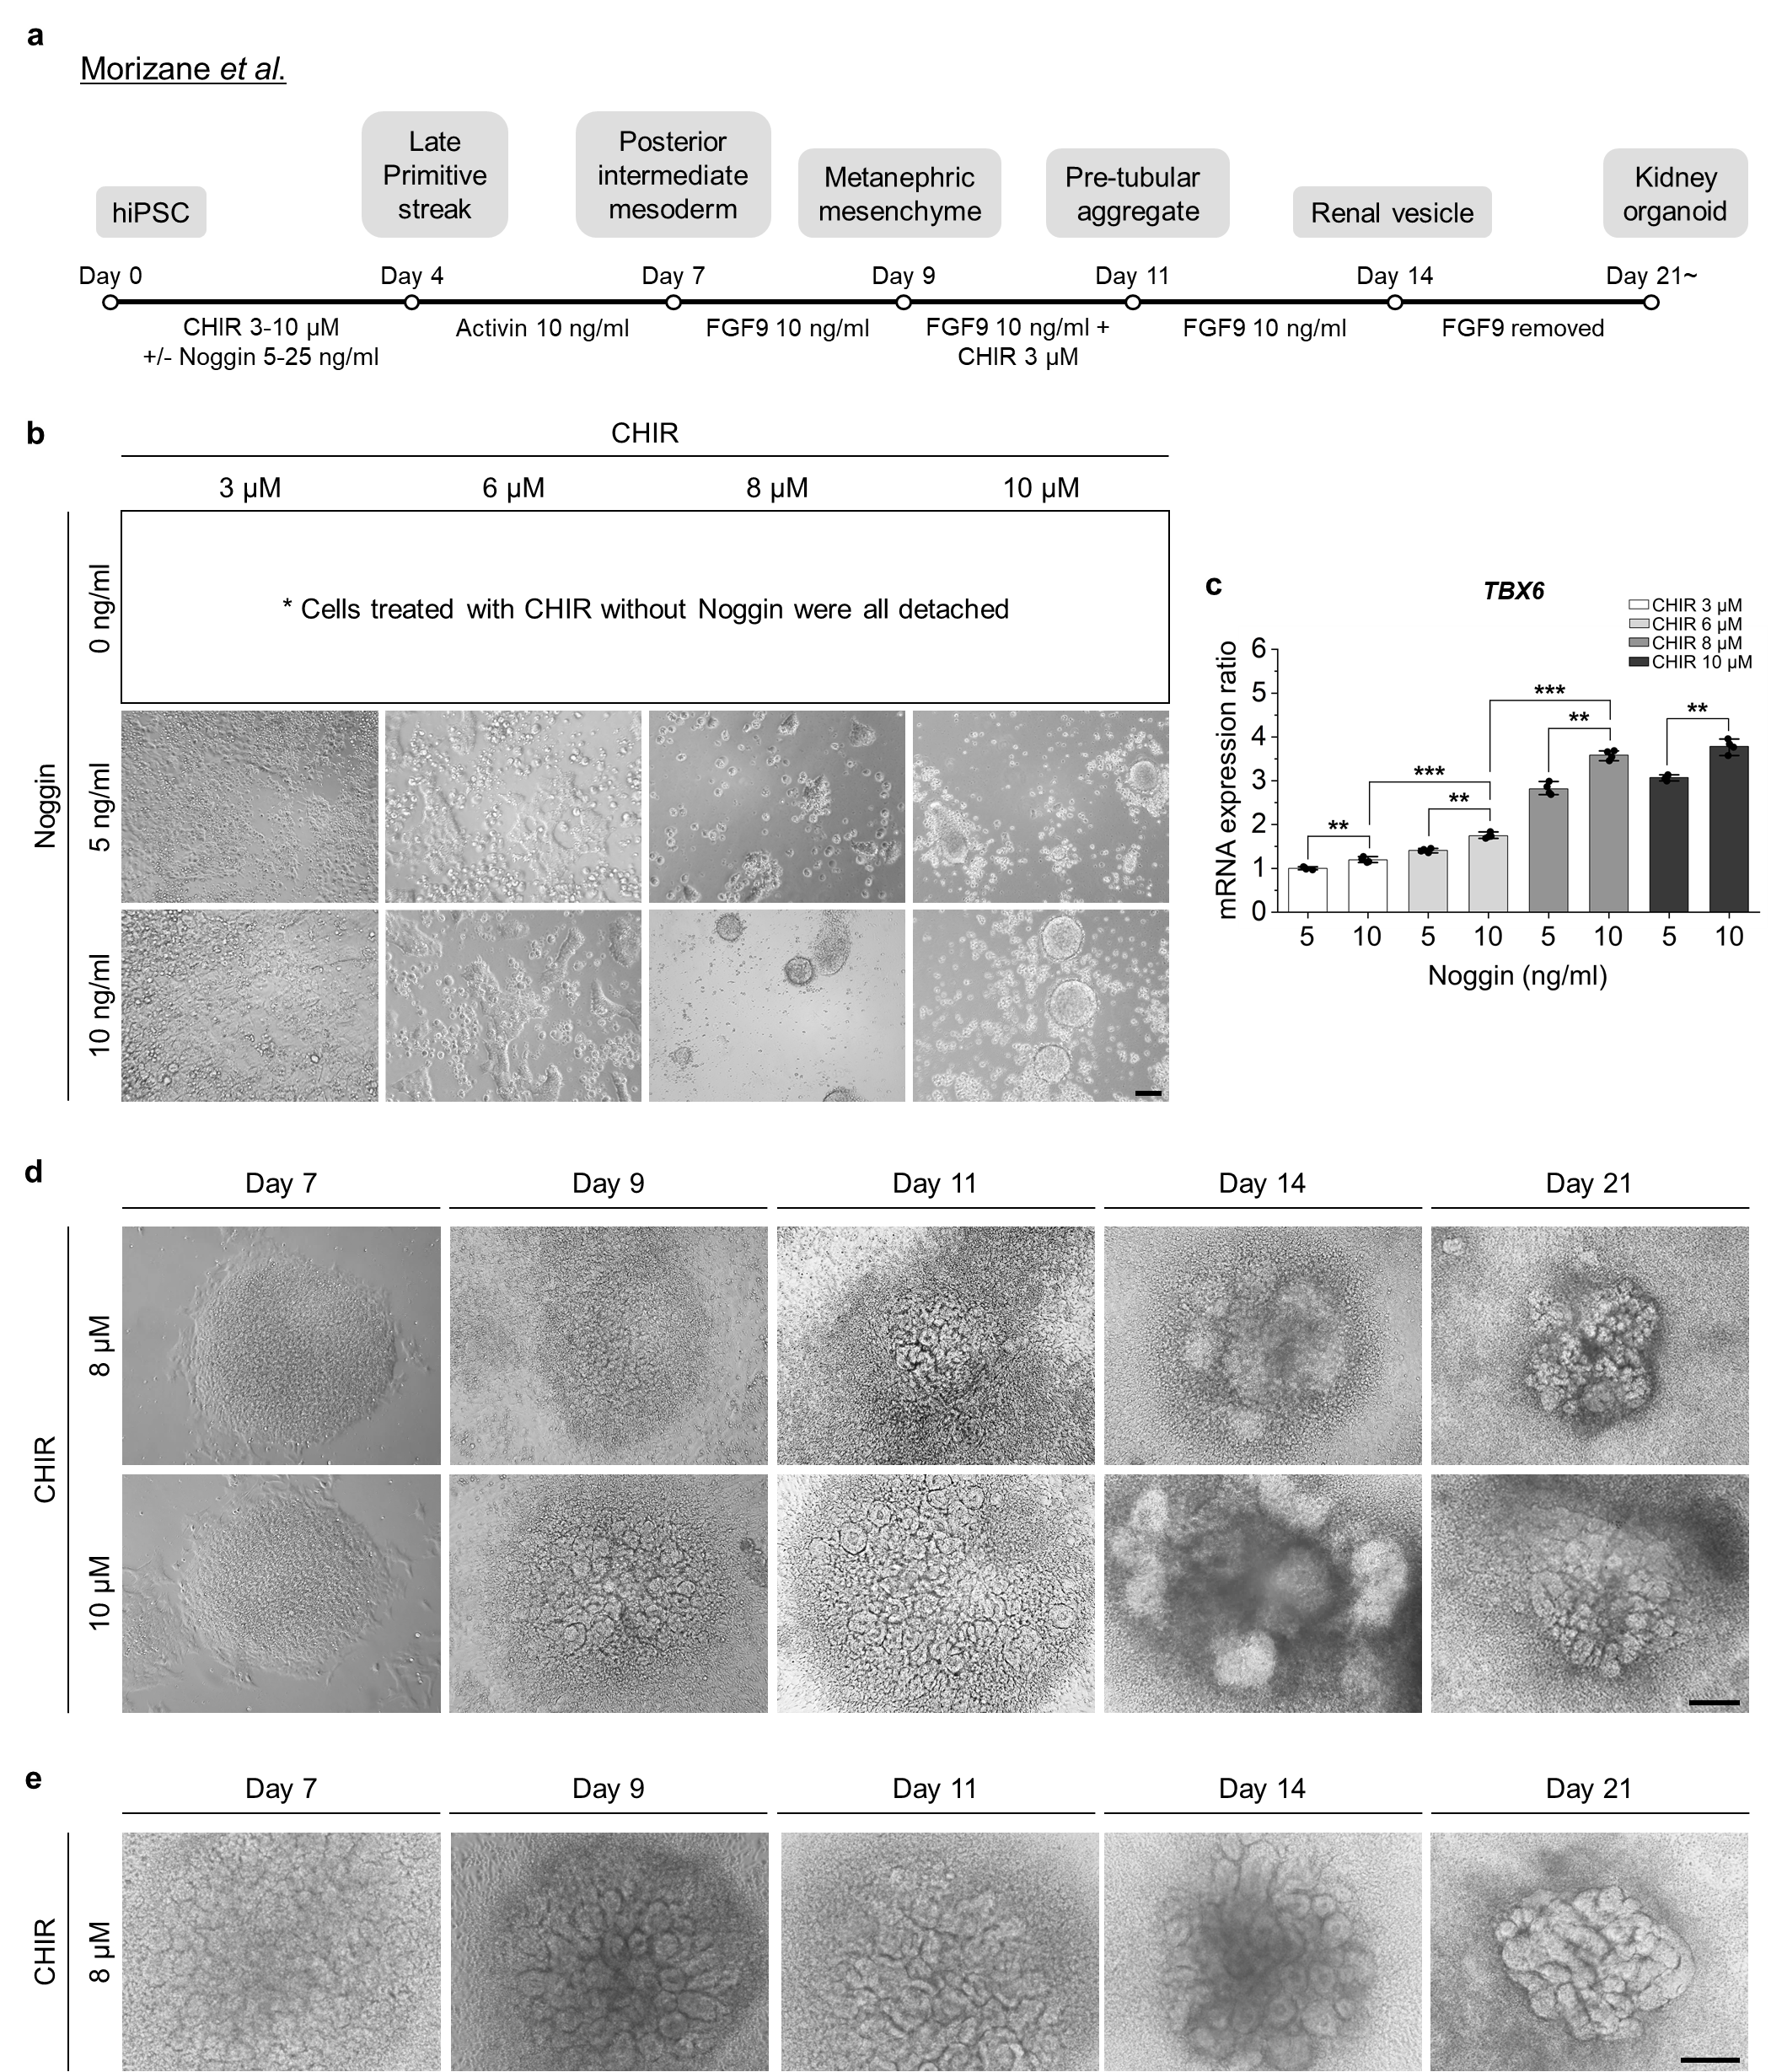 a
Morizane et al.
hiPSC
Late
Primitive
streak
Posterior
intermediate
mesoderm
Metanephric
mesenchyme
Pre-tubular
aggregate
Renal vesicle
Kidney
organoid
Day 0
Day 4
Day 7
Day 9
Day 11
Day 14
Day 21~
CHIR 3-10 µM
+/- Noggin 5-25 ng/ml
Activin 10 ng/ml
FGF9 10 ng/ml
FGF9 10 ng/ml +
CHIR 3 µM
FGF9 10 ng/ml
FGF9 removed
b
CHIR
3 µM
6 µM
8 µM
10 µM
Noggin
0 ng/ml
* Cells treated with CHIR without Noggin were all detached
5 ng/ml
10 ng/ml
c
TBX6
CHIR 3 µM
CHIR 6 µM
CHIR 8 µM
CHIR 10 µM
mRNA expression ratio
6
5
4
3
2
1
0
**
***
**
***
**
**
5 10 5 10 5 10 5 10
Noggin (ng/ml)
d
Day 7
Day 9
Day 11
Day 14
Day 21
CHIR
8 µM
10 µM
e
Day 7
Day 9
Day 11
Day 14
Day 21
CHIR
8 µM